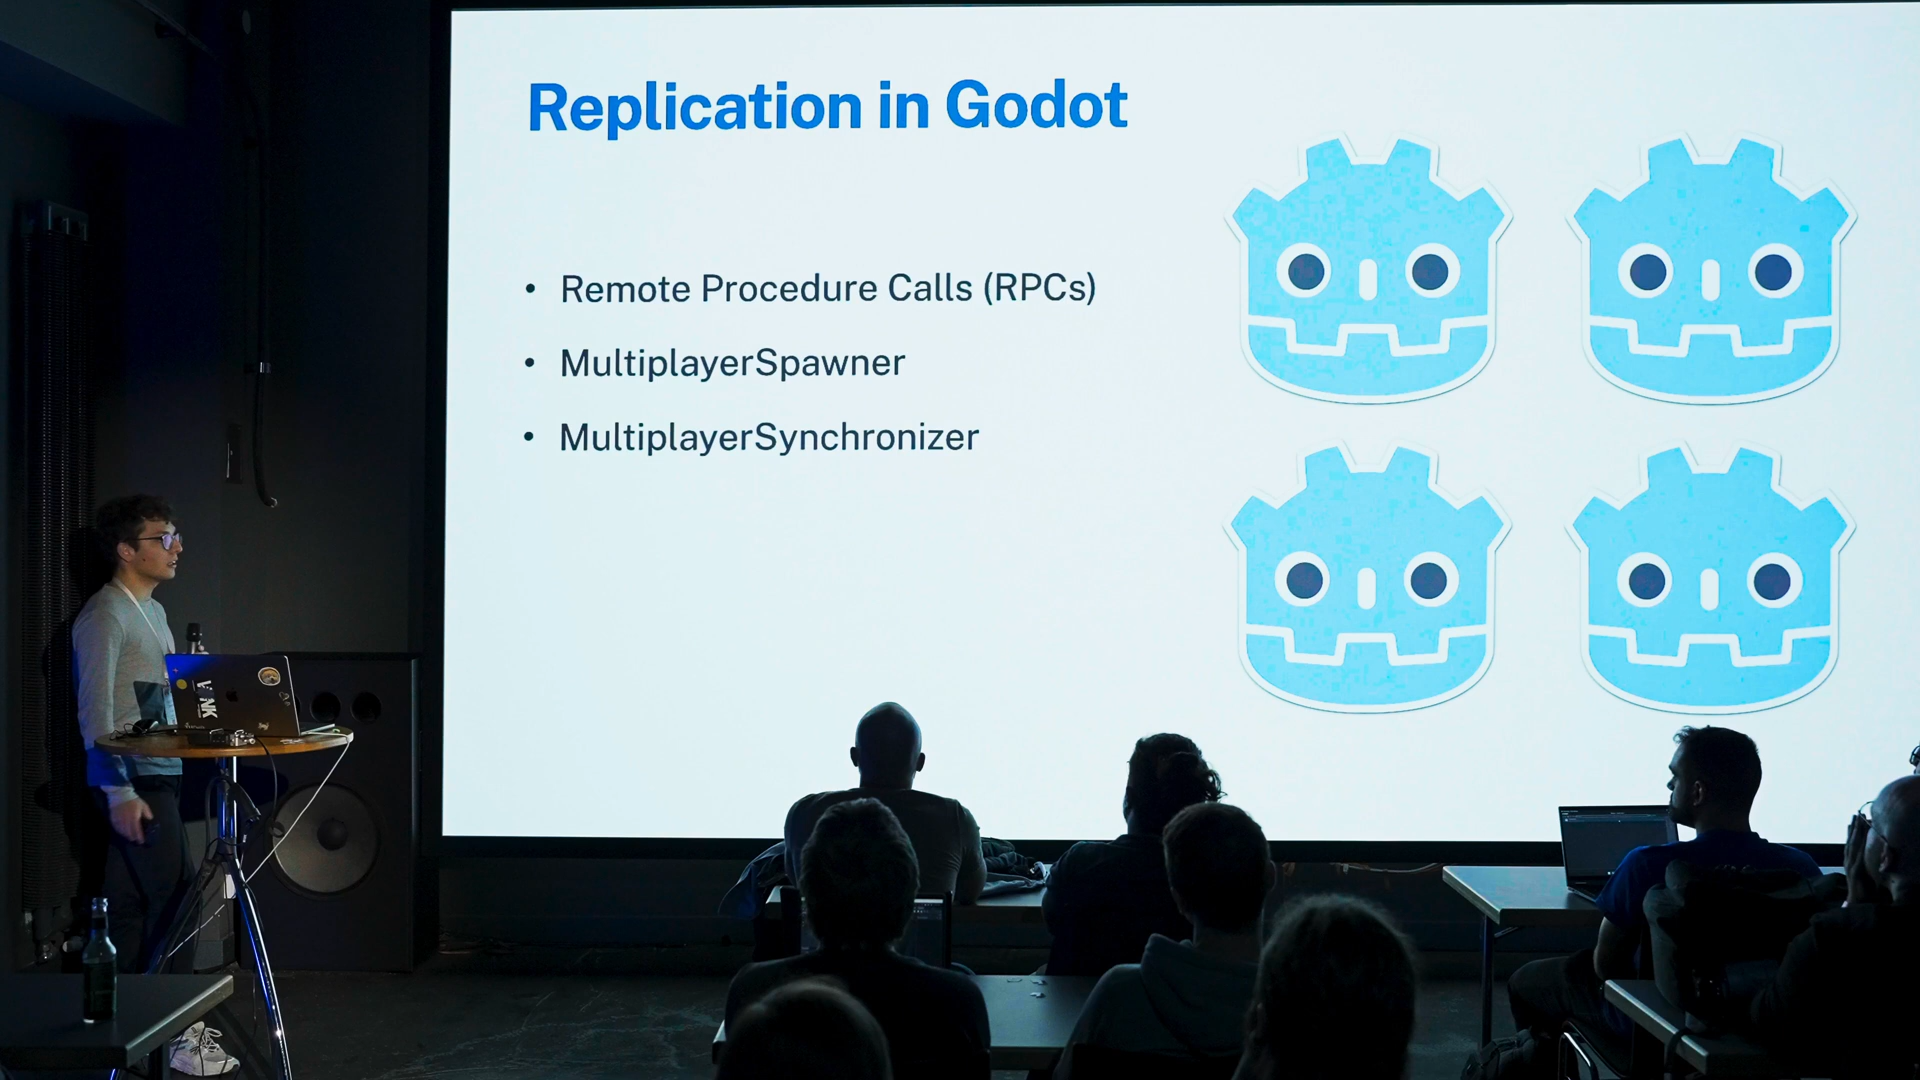 Replication in Godot
• Remote Procedure Calls (RPCs)
• MultiplayerSpawner
• MultiplayerSynchronizer